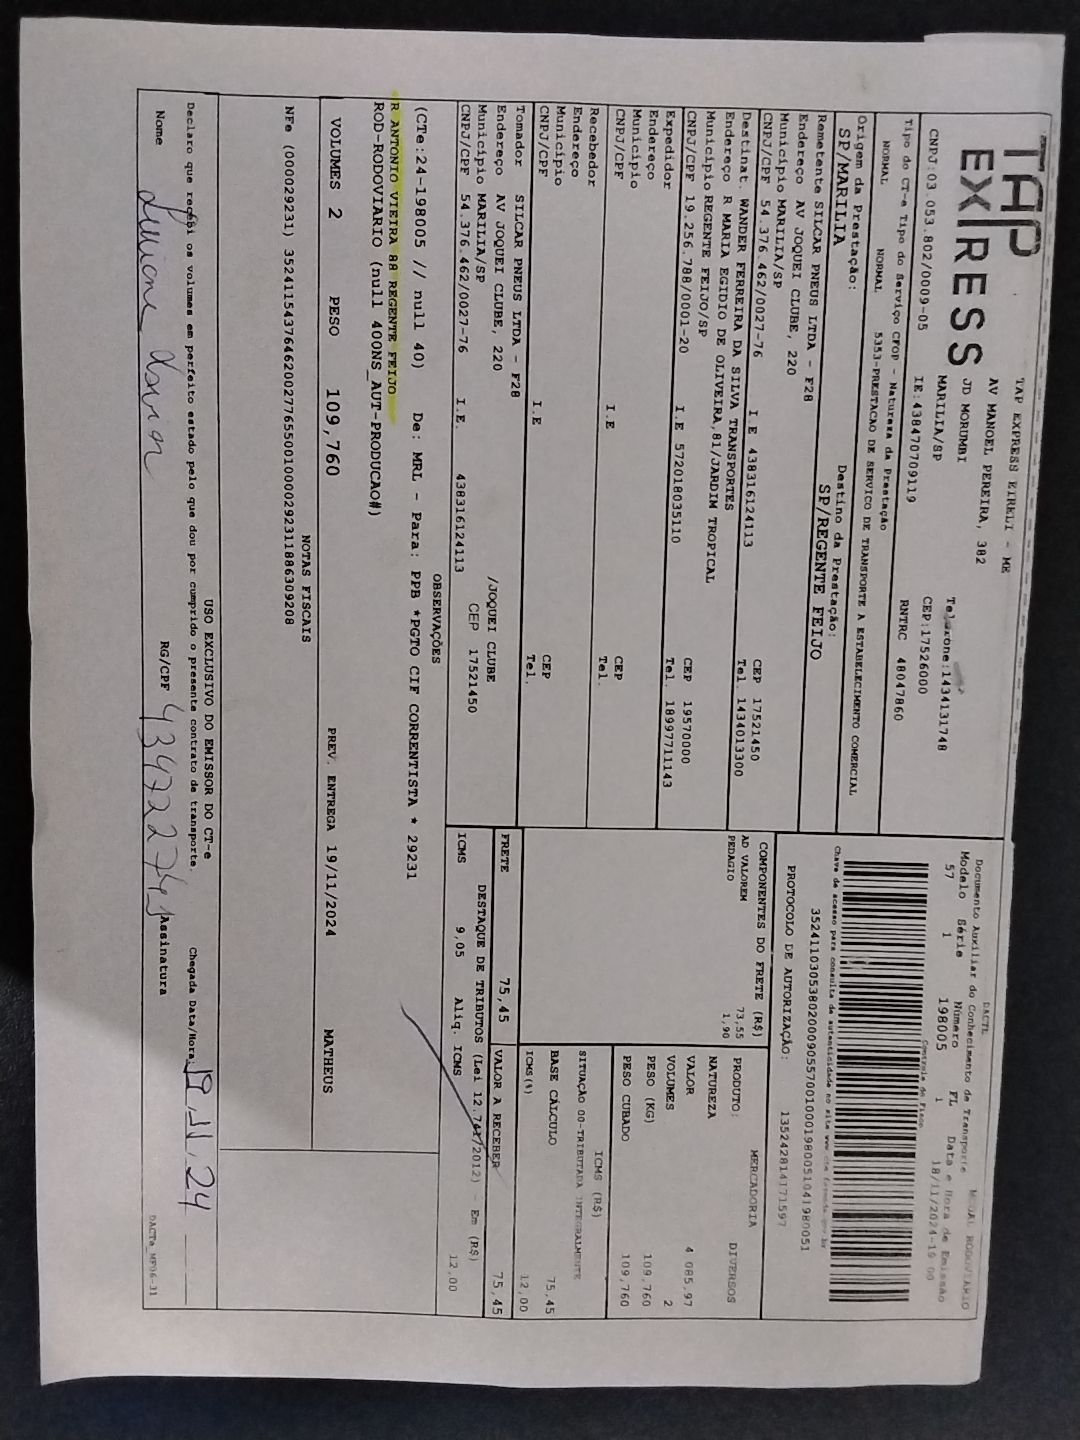 TAP
EXPRESS
TAP EXPRESS EIRELI - ME
AV MANOEL PEREIRA, 382
JD MORUMBI
MARILIA/SP
Telefone:1434131748
CEP:17526000
CNPJ:03.053.802/0009-05 IE:438470709119 RNTRC 48047860
Tipo do CT-e Tipo do Serviço CFOP - Natureza da Prestação
NORMAL NORMAL 5353-PRESTACAO DE SERVICO DE TRANSPORTE A ESTABELECIMENTO COMERCIAL
Origem da Prestação: Destino da Prestação:
SP/MARILIA SP/REGENTE FEIJO
Remetente SILCAR PNEUS LTDA - F28
Endereço AV JOQUEI CLUBE, 220
Município MARILIA/SP CEP 17521450
CNPJ/CPF 54.376.462/0027-76 I.E 438316124113 Tel. 1434013300
Destinat. WANDER FERREIRA DA SILVA TRANSPORTES
Endereço R MARIA EGIDIO DE OLIVEIRA,81/JARDIM TROPICAL
Município REGENTE FEIJO/SP CEP 19570000
CNPJ/CPF 19.256.788/0001-20 I.E 572018035110 Tel. 18997711143
Expedidor
Endereço
Município CEP
CNPJ/CPF I.E Tel.
Recebedor
Endereço
Município CEP
CNPJ/CPF I.E Tel.
Tomador SILCAR PNEUS LTDA - F28
Endereço AV JOQUEI CLUBE, 220 /JOQUEI CLUBE
Município MARILIA/SP CEP 17521450
CNPJ/CPF 54.376.462/0027-76 I.E. 438316124113
DACTE
Documento Auxiliar do Conhecimento de Transporte MODAL RODOVIARIO
Modelo Série Número FL Data e Hora de Emissão
57 1 198005 1 18/11/2024-19 00
Controle do Fisco
Chave de acesso para consulta de autenticidade no site www.cte.fazenda.gov.br
35241103053802000905570010001980051041980051
PROTOCOLO DE AUTORIZAÇÃO: 135242814171597
COMPONENTES DO FRETE (R$)
AD VALOREM 73,55
PEDAGIO 1,90
PRODUTO: MERCADORIA
NATUREZA DIVERSOS
VALOR 4 085,97
VOLUMES 2
PESO (KG) 109,760
PESO CUBADO 109,760
ICMS (R$)
SITUAÇÃO 00-TRIBUTADA INTEGRALMENTE
BASE CÁLCULO 75,45
ICMS(%) 12,00
FRETE 75,45 VALOR A RECEBER 75,45
DESTAQUE DE TRIBUTOS (Lei 12.741/2012) - Em (R$)
ICMS 9,05 Aliq. ICMS 12,00
OBSERVAÇÕES
(CTe:24-198005 // null 40) De: MRL - Para: PPB *PGTO CIF CORRENTISTA * 29231
R ANTONIO VIEIRA 88 REGENTE FEIJO
ROD-RODOVIARIO (null 400NS_AUT-PRODUCAO#)
VOLUMES 2 PESO 109,760 PREV. ENTREGA 19/11/2024 MATHEUS
NOTAS FISCAIS
NFe (000029231) 35241154376462002776550010000292311886309208
USO EXCLUSIVO DO EMISSOR DO CT-e
Declaro que recebi os volumes em perfeito estado pelo que dou por cumprido o presente contrato de transporte. Chegada Data/Hora: 19.11.24
Nome RG/CPF Assinatura
DACTe_MF06-31